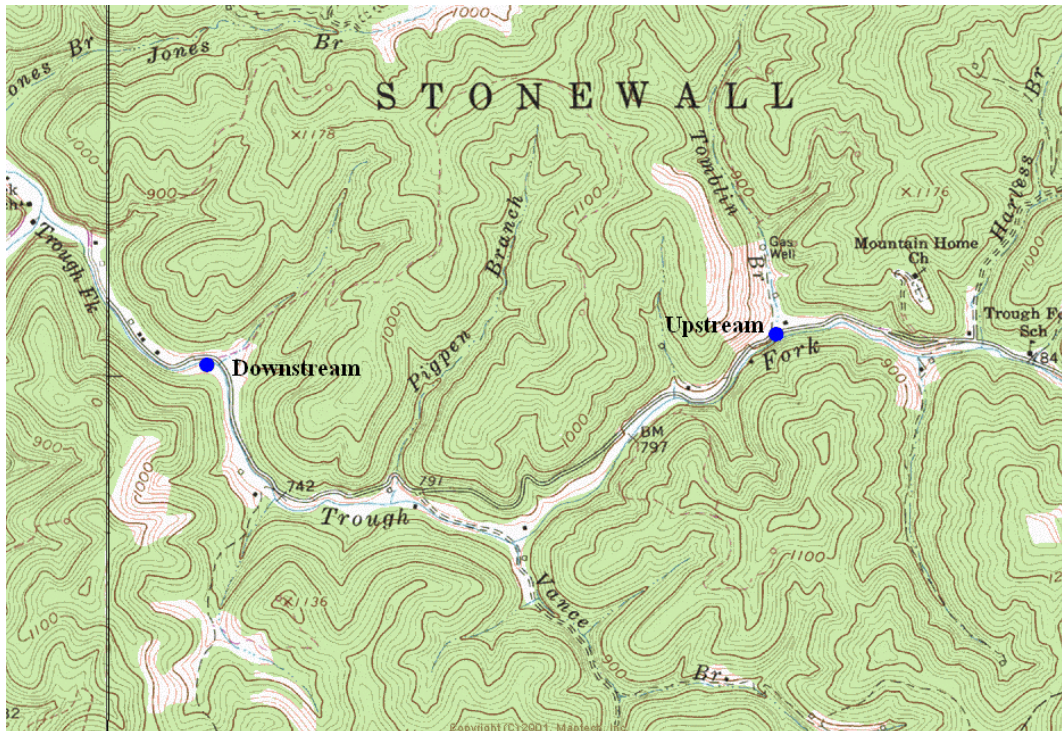 1000
Jones Br
ones Br
STONEWALL
1178
1000
900
1100
Tomblin Br
900
1176
Harless Br
Pigpen Branch
Gas Well
Mountain Home Ch
1000
Trough Fk
Upstream
Fork
Trough Fo
Sch
84
Downstream
1000
900
900
1000
1000
BM
797
742
791
Trough
1100
Vance
1136
1100
900
Br
Copyright (C) 2001, Maptech, Inc.